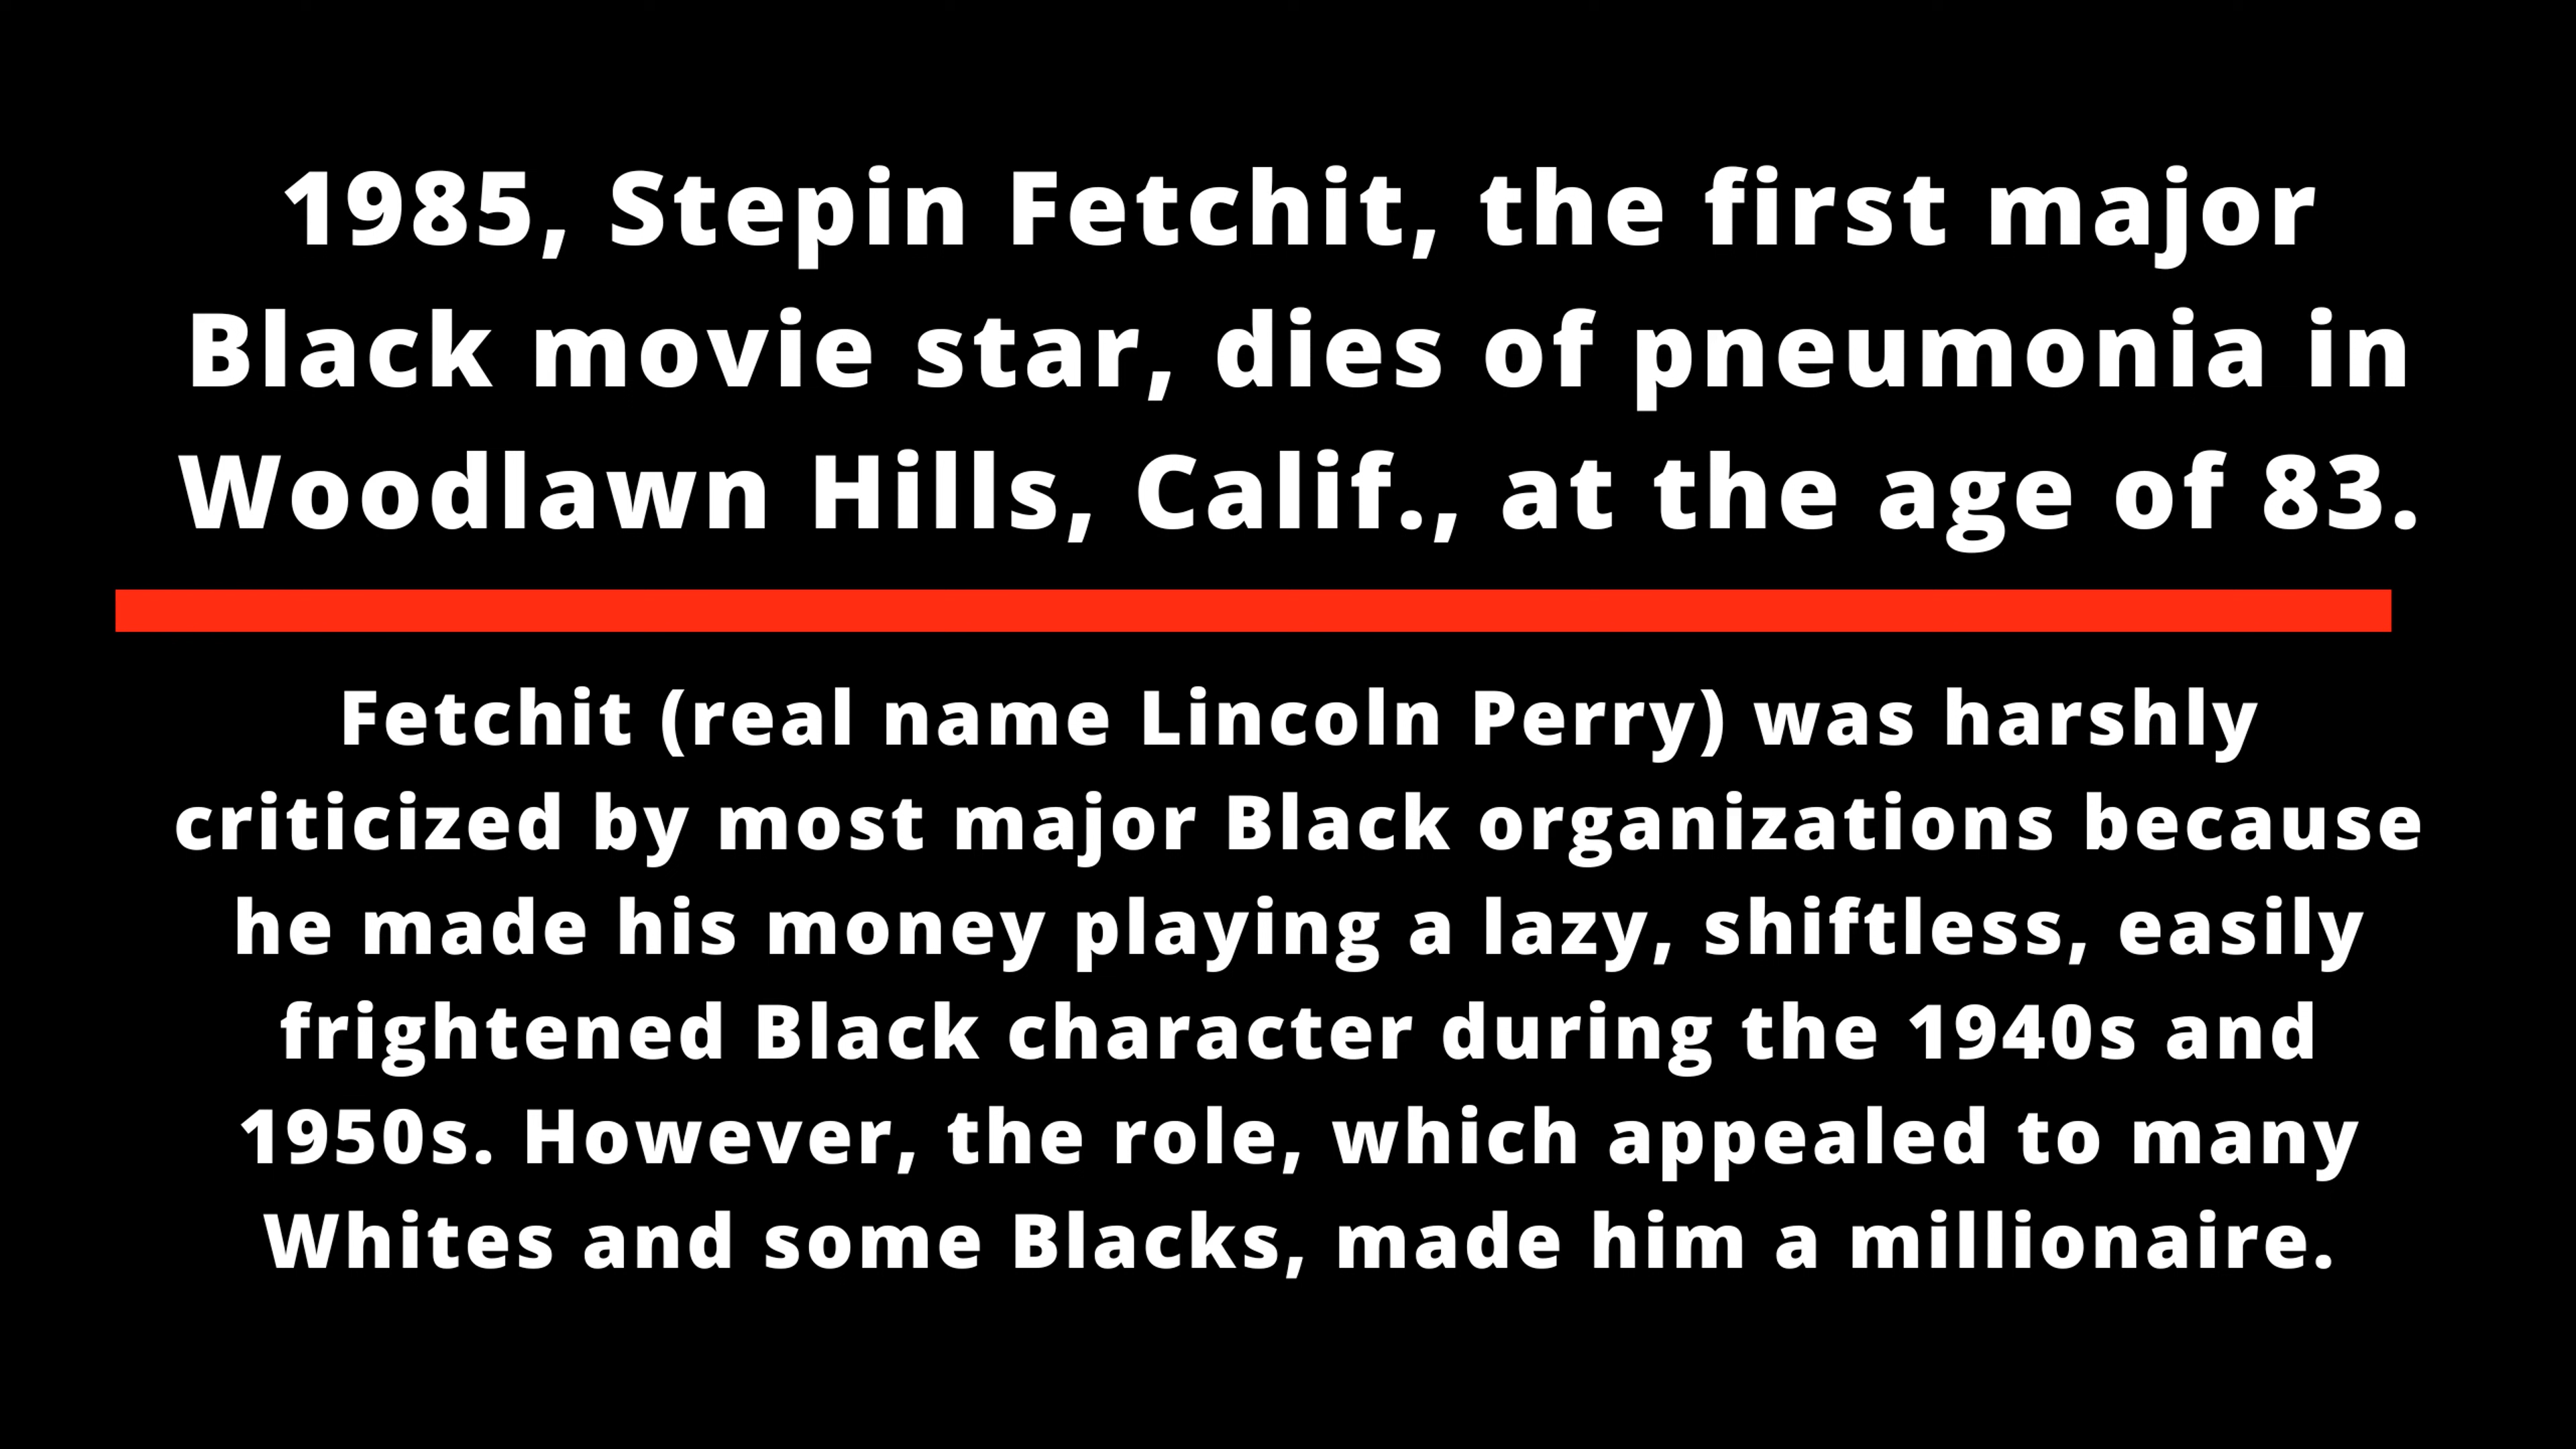 1985, Stepin Fetchit, the first major
Black movie star, dies of pneumonia in
Woodlawn Hills, Calif., at the age of 83.
Fetchit (real name Lincoln Perry) was harshly
criticized by most major Black organizations because
he made his money playing a lazy, shiftless, easily
frightened Black character during the 1940s and
1950s. However, the role, which appealed to many
Whites and some Blacks, made him a millionaire.